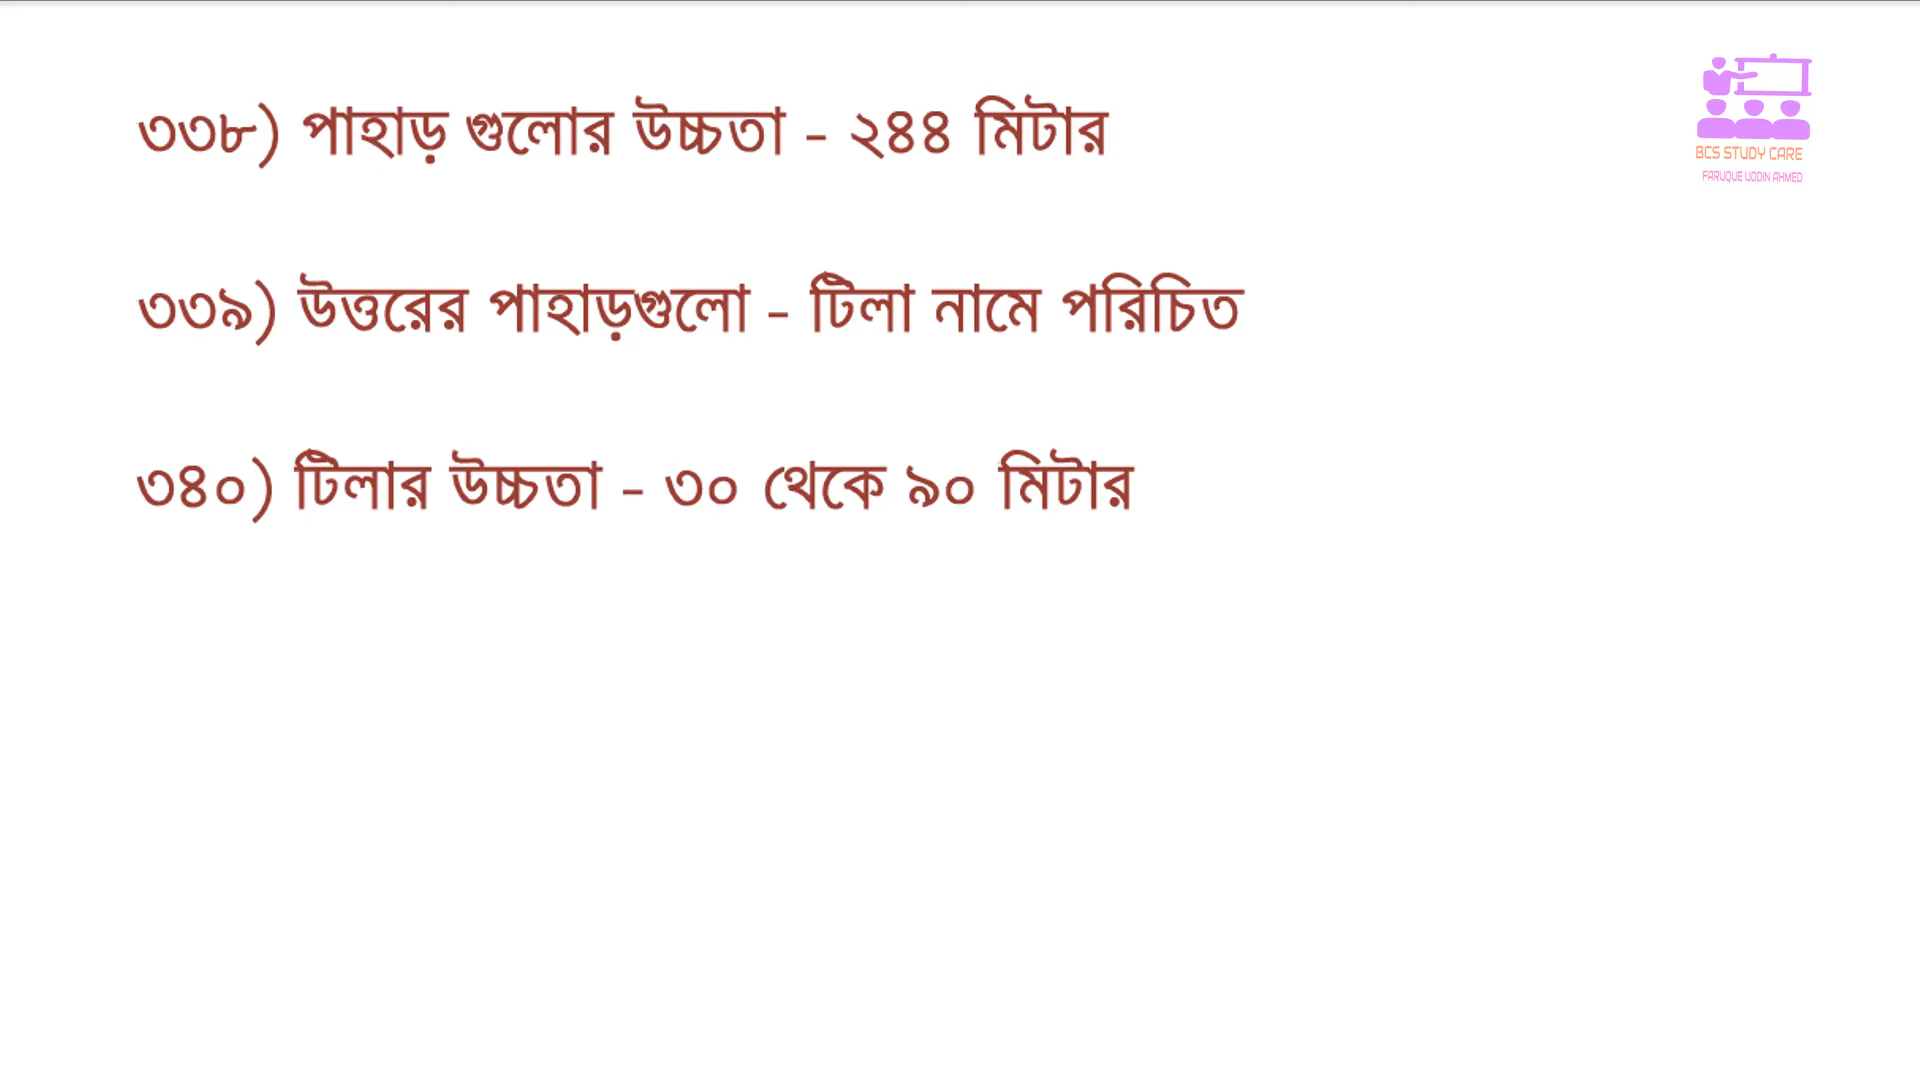 ৩৩৮) পাহাড় গুলোর উচ্চতা - ২৪৪ মিটার
BCS STUDY CARE
FARUQUE UDDIN AHMED
৩৩৯) উত্তরের পাহাড়গুলো - টিলা নামে পরিচিত
৩৪০) টিলার উচ্চতা - ৩০ থেকে ৯০ মিটার